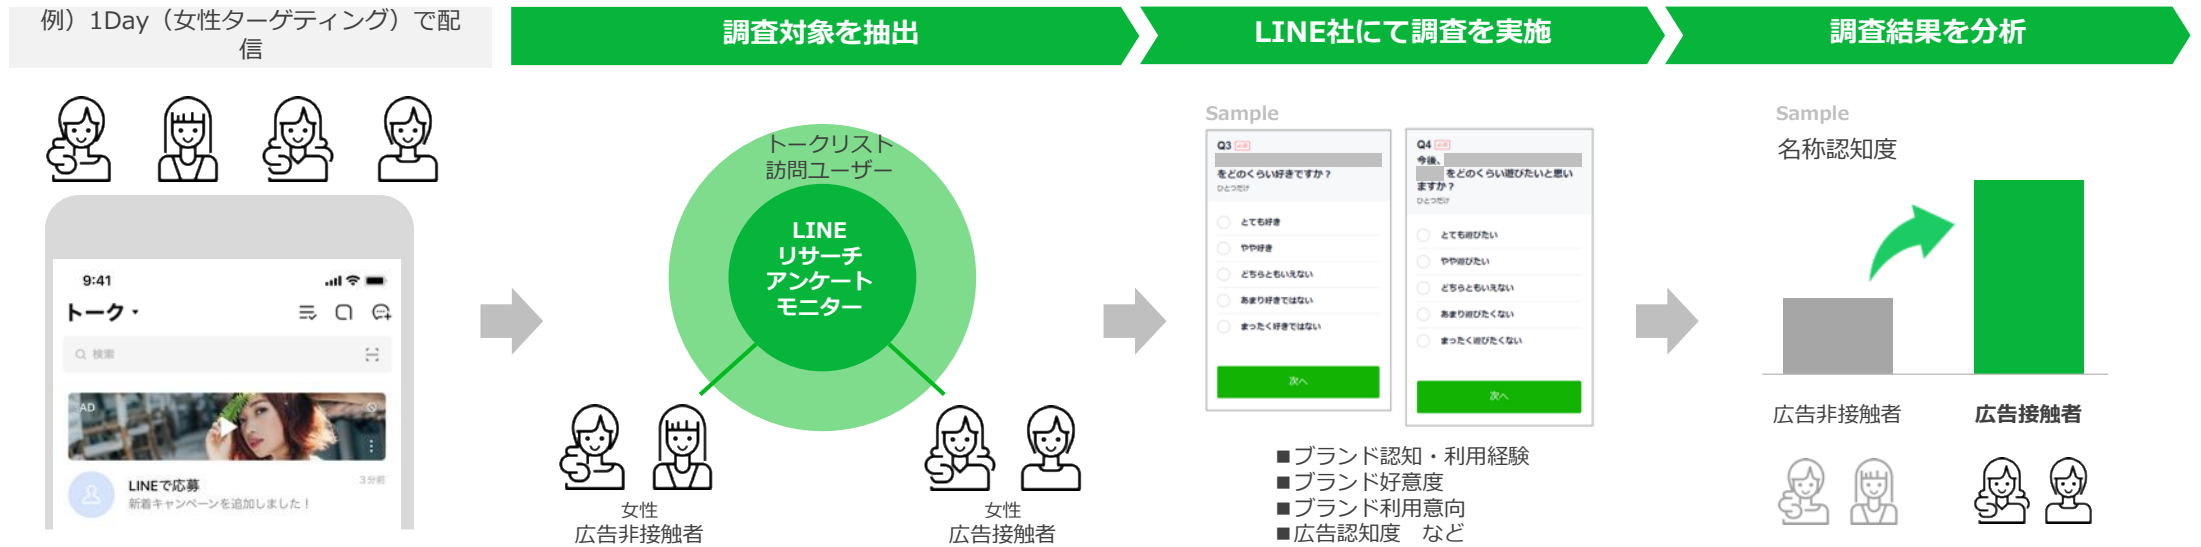 例）1Day（女性ターゲティング）で配
信
調査対象を抽出
LINE社にて調査を実施
調査結果を分析
9:41
トーク
検索
AD
LINEで応募
3分前
新着キャンペーンを追加しました！
トークリスト
訪問ユーザー
LINE
リサーチ
アンケート
モニター
女性
広告非接触者
女性
広告接触者
Sample
Q3 必須
をどのくらい好きですか？
ひとつだけ
とても好き
やや好き
どちらともいえない
あまり好きではない
まったく好きではない
次へ
Q4 必須
今後、
をどのくらい遊びたいと思い
ますか？
ひとつだけ
とても遊びたい
やや遊びたい
どちらともいえない
あまり遊びたくない
まったく遊びたくない
次へ
■ブランド認知・利用経験
■ブランド好意度
■ブランド利用意向
■広告認知度　など
Sample
名称認知度
広告非接触者
広告接触者